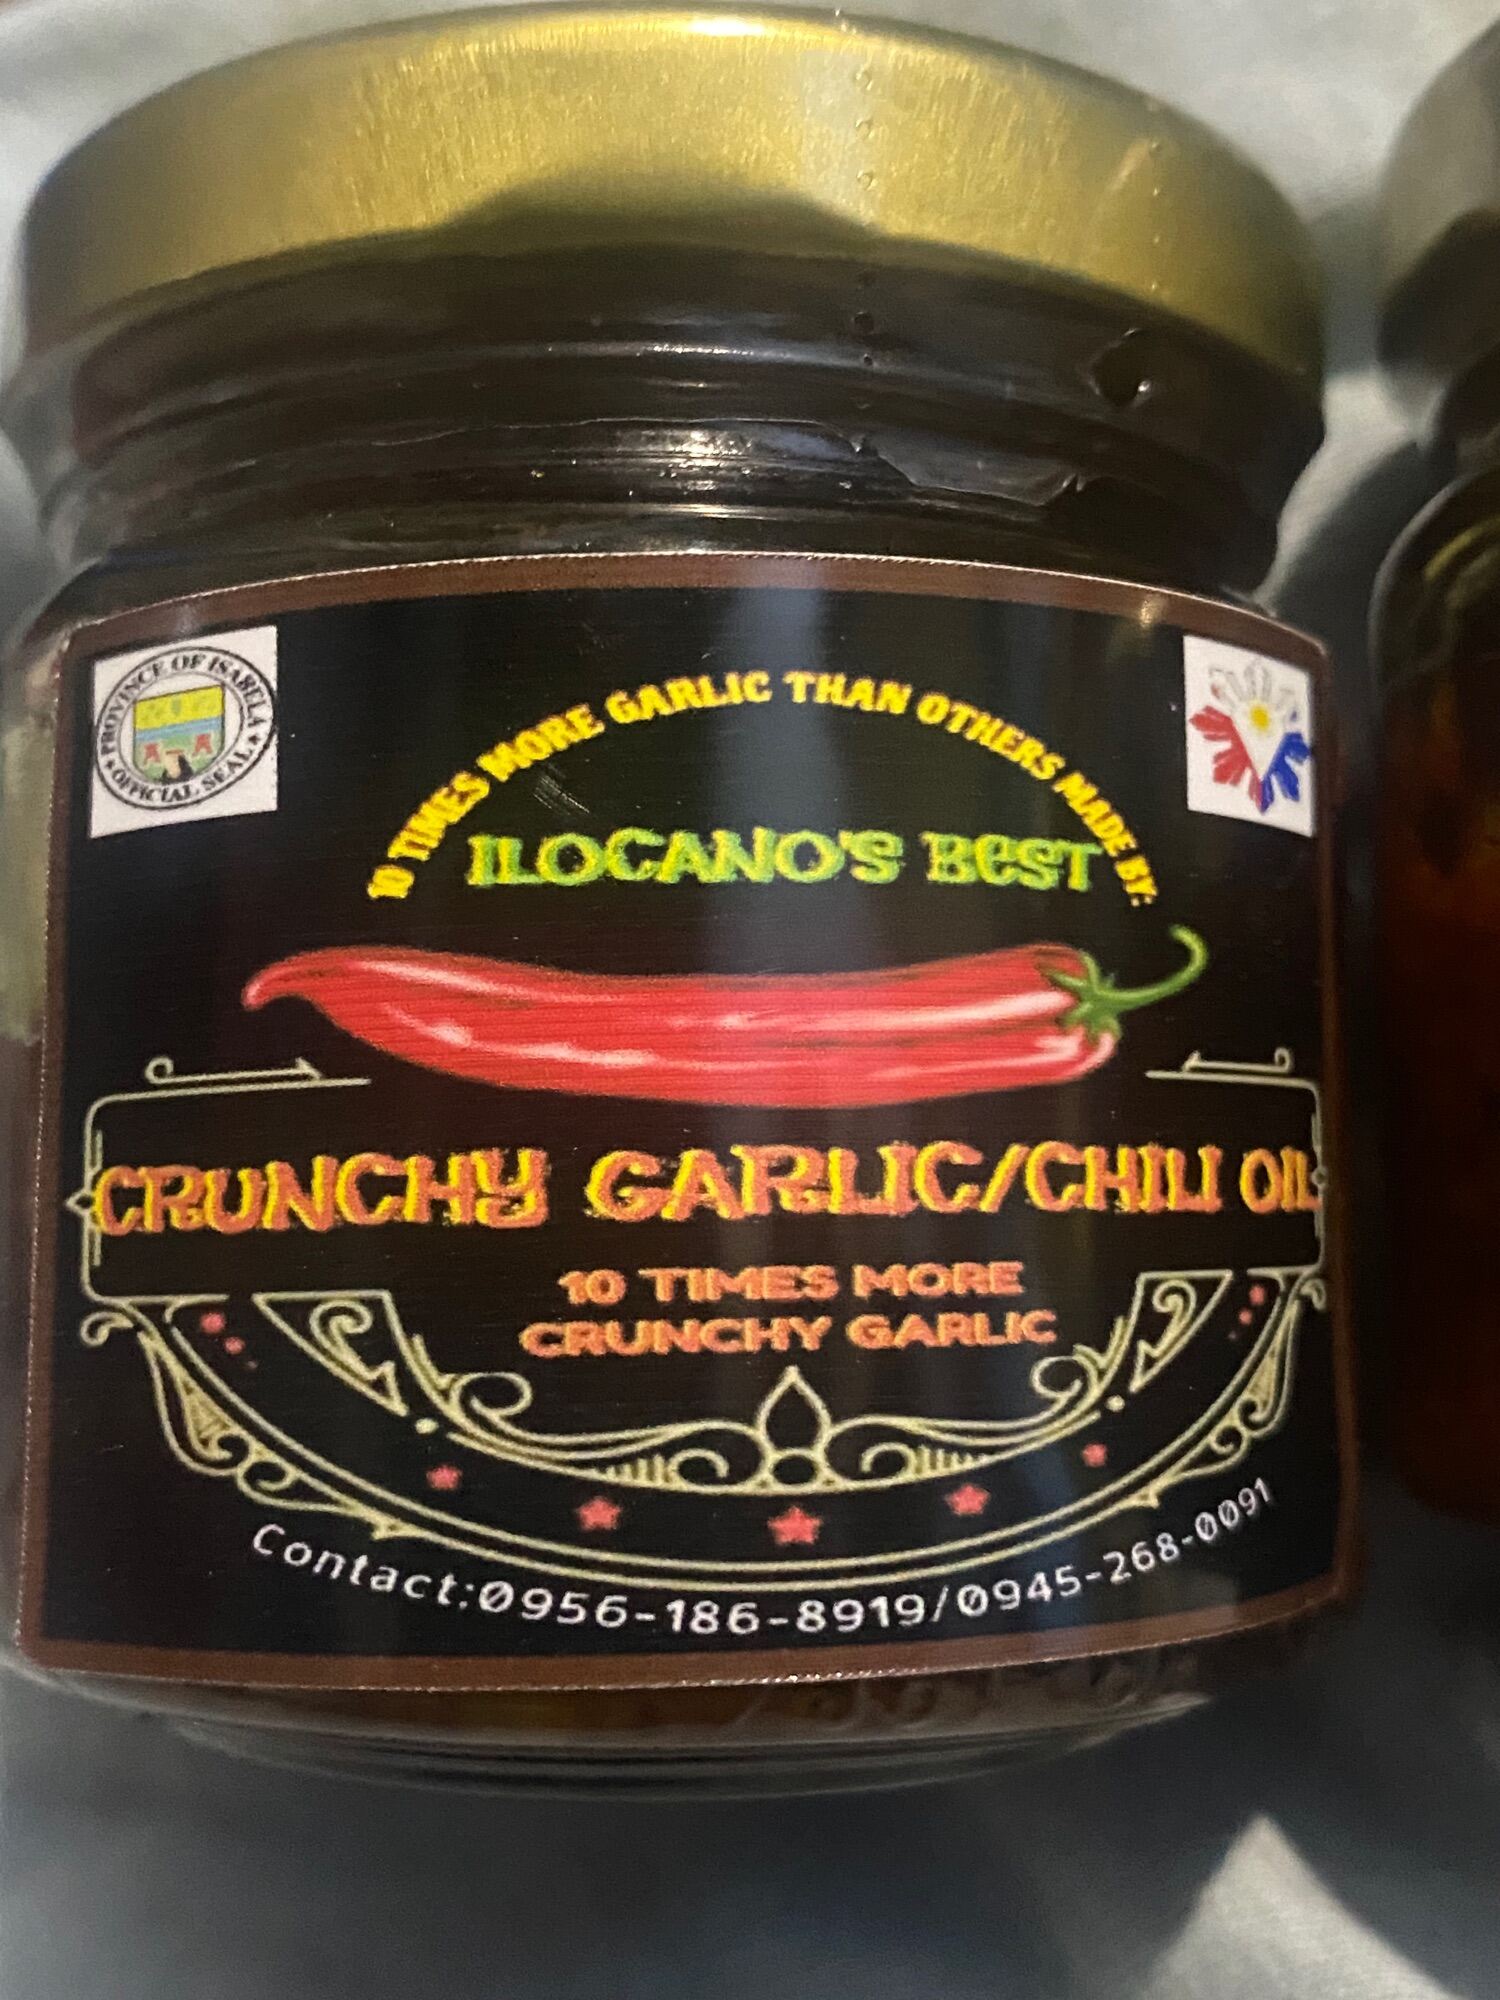 PROVINCE OF ISABELA
OFFICIAL SEAL
10 TIMES MORE GARLIC THAN OTHERS MADE BY:
ILOCANO'S BEST
CRUNCHY GARLIC/CHILI OIL
10 TIMES MORE
CRUNCHY GARLIC
Contact:0956-186-8919/0945-268-0091